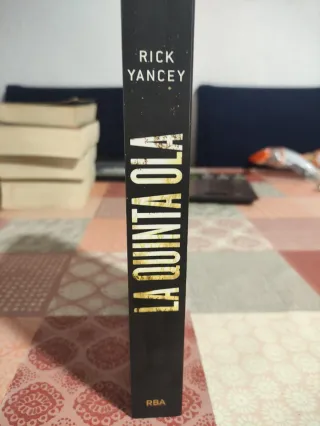 RICK
YANCEY
LA QUINTA OLA
RBA